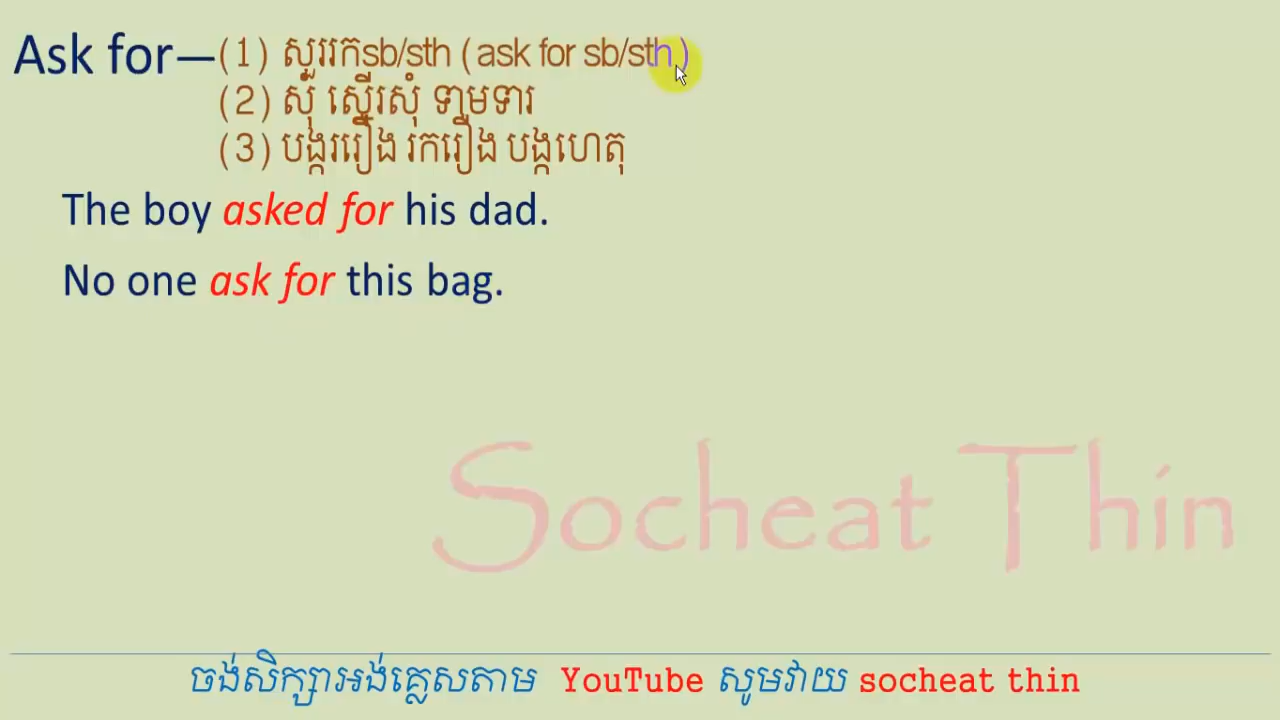 Ask for—(1) សួររកsb/sth (ask for sb/sth)
(2) សុំ ស្នើរសុំ ទាមទារ
(3) បង្កររឿង រករឿង បង្កហេតុ
The boy asked for his dad.
No one ask for this bag.
Socheat Thin
ចង់សិក្សាអង់គ្លេសតាម YouTube សូមវាយ socheat thin